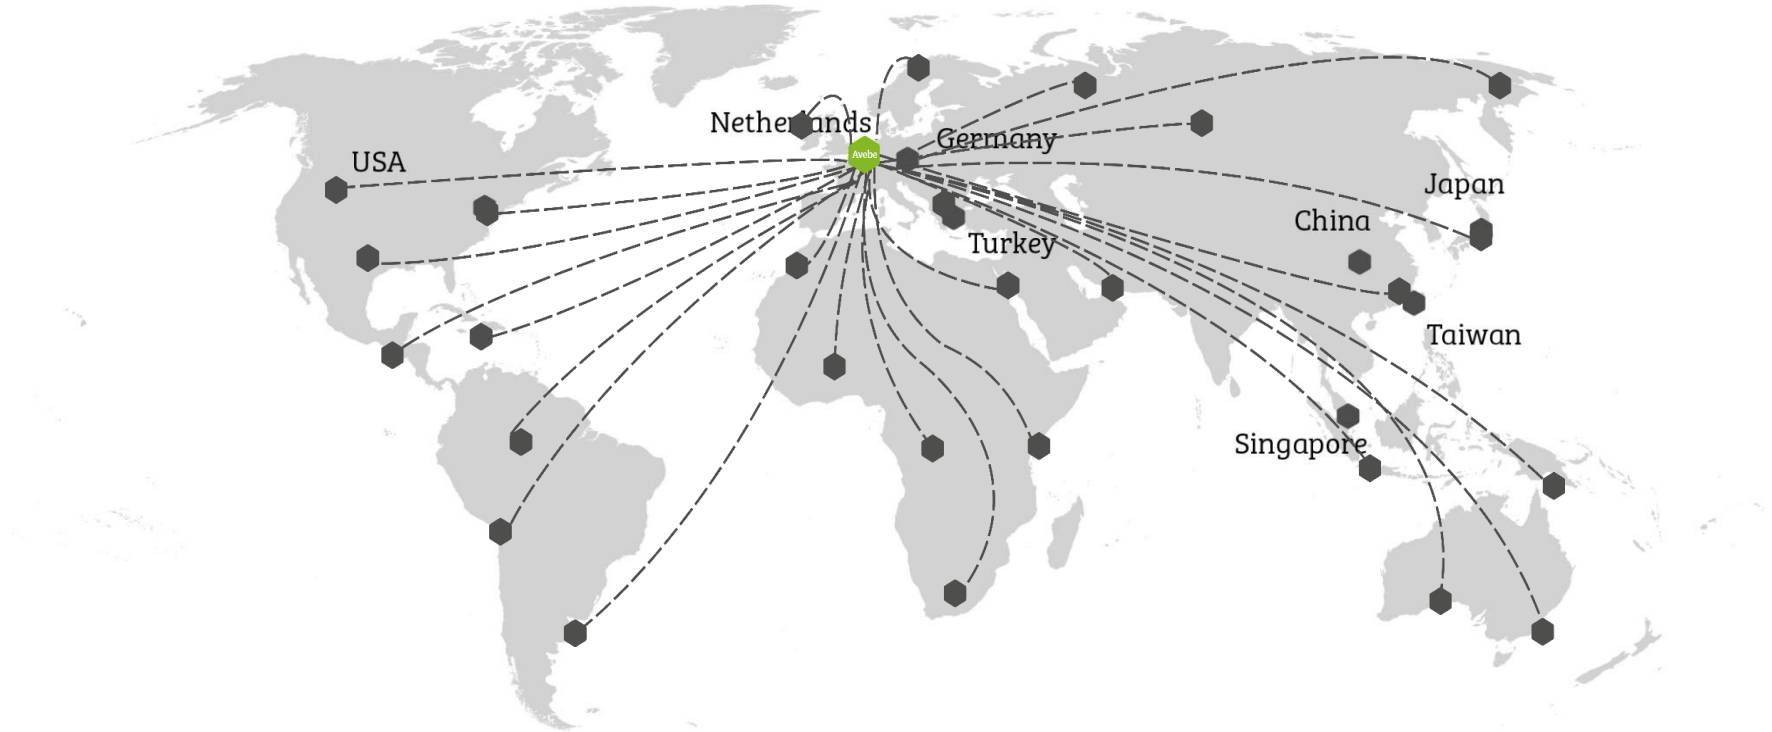 Netherlands
Germany
Avebe
USA
Japan
China
Turkey
Taiwan
Singapore